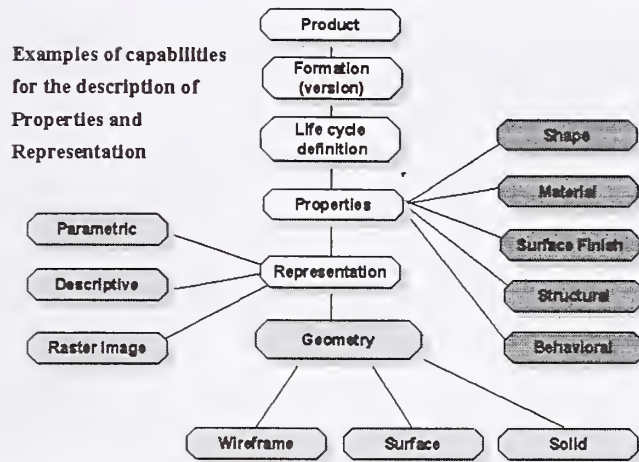 Examples of capabilities
for the description of
Properties and
Representation
Product
Formation
(version)
Life cycle
definition
Properties
Representation
Geometry
Parametric
Descriptive
Raster Image
Shape
Material
Surface Finish
Structural
Behavioral
Wireframe
Surface
Solid